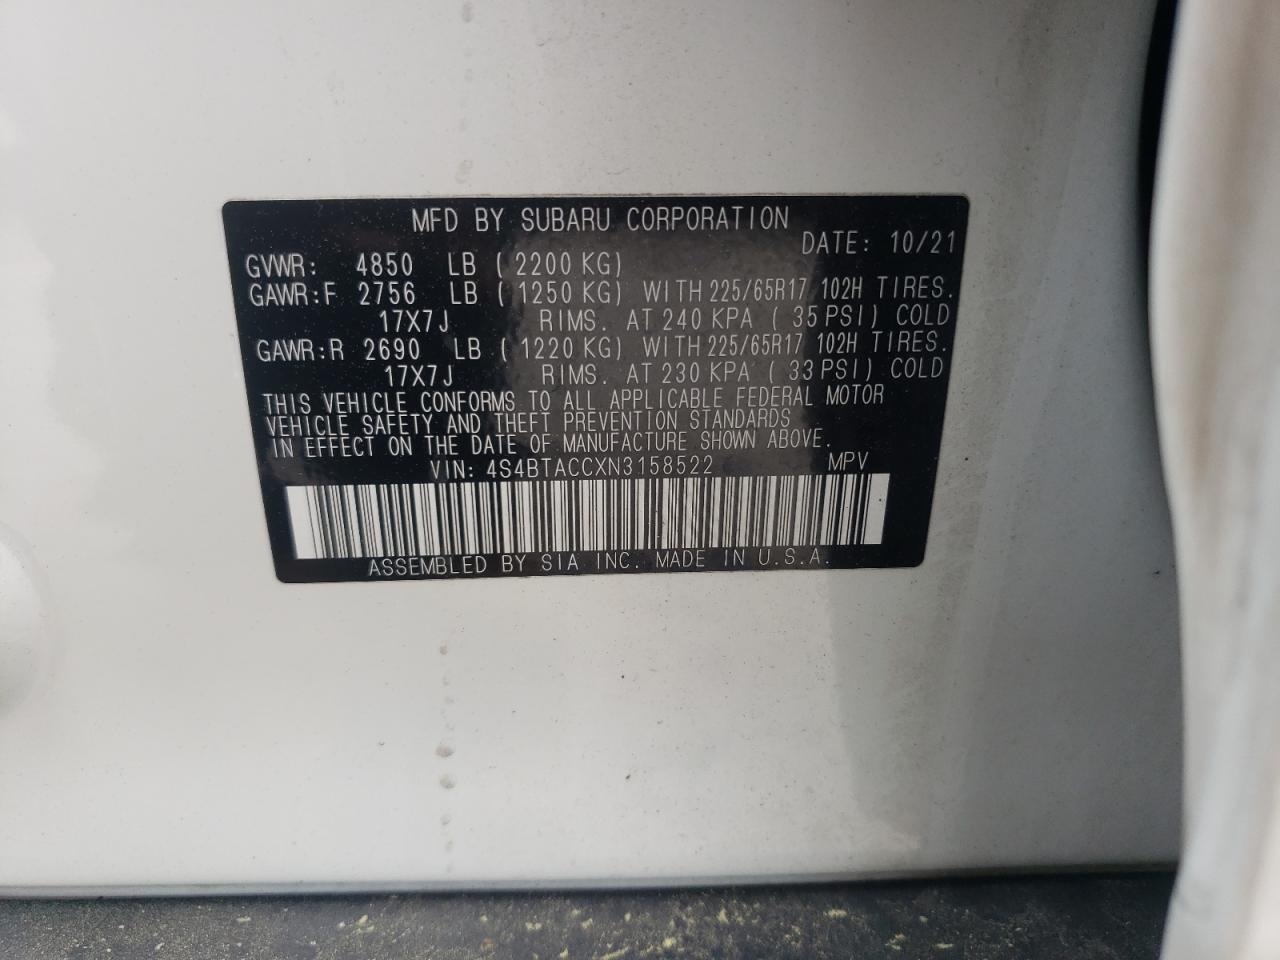 MFD BY SUBARU CORPORATION
DATE: 10/21
GVWR: 4850 LB ( 2200 KG)
GAWR:F 2756 LB ( 1250 KG) WITH 225/65R17 102H TIRES.
17X7J RIMS. AT 240 KPA ( 35 PSI) COLD
GAWR:R 2690 LB ( 1220 KG) WITH 225/65R17 102H TIRES.
17X7J RIMS. AT 230 KPA ( 33 PSI) COLD
THIS VEHICLE CONFORMS TO ALL APPLICABLE FEDERAL MOTOR
VEHICLE SAFETY AND THEFT PREVENTION STANDARDS
IN EFFECT ON THE DATE OF MANUFACTURE SHOWN ABOVE.
VIN: 4S4BTACCXN3158522 MPV
ASSEMBLED BY SIA INC. MADE IN U.S.A.